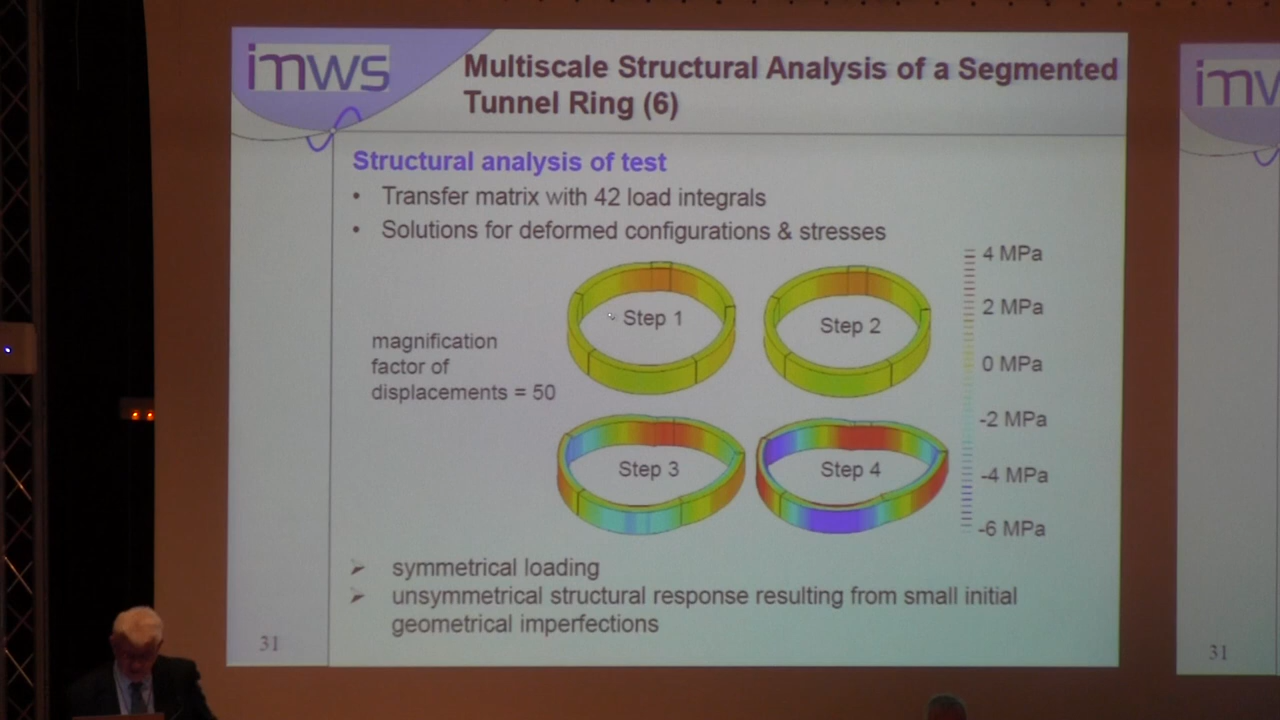 imws
Multiscale Structural Analysis of a Segmented
Tunnel Ring (6)
Structural analysis of test
• Transfer matrix with 42 load integrals
• Solutions for deformed configurations & stresses
magnification
factor of
displacements = 50
Step 1
Step 2
Step 3
Step 4
4 MPa
2 MPa
0 MPa
-2 MPa
-4 MPa
-6 MPa
➢ symmetrical loading
➢ unsymmetrical structural response resulting from small initial
geometrical imperfections
31
imw
31